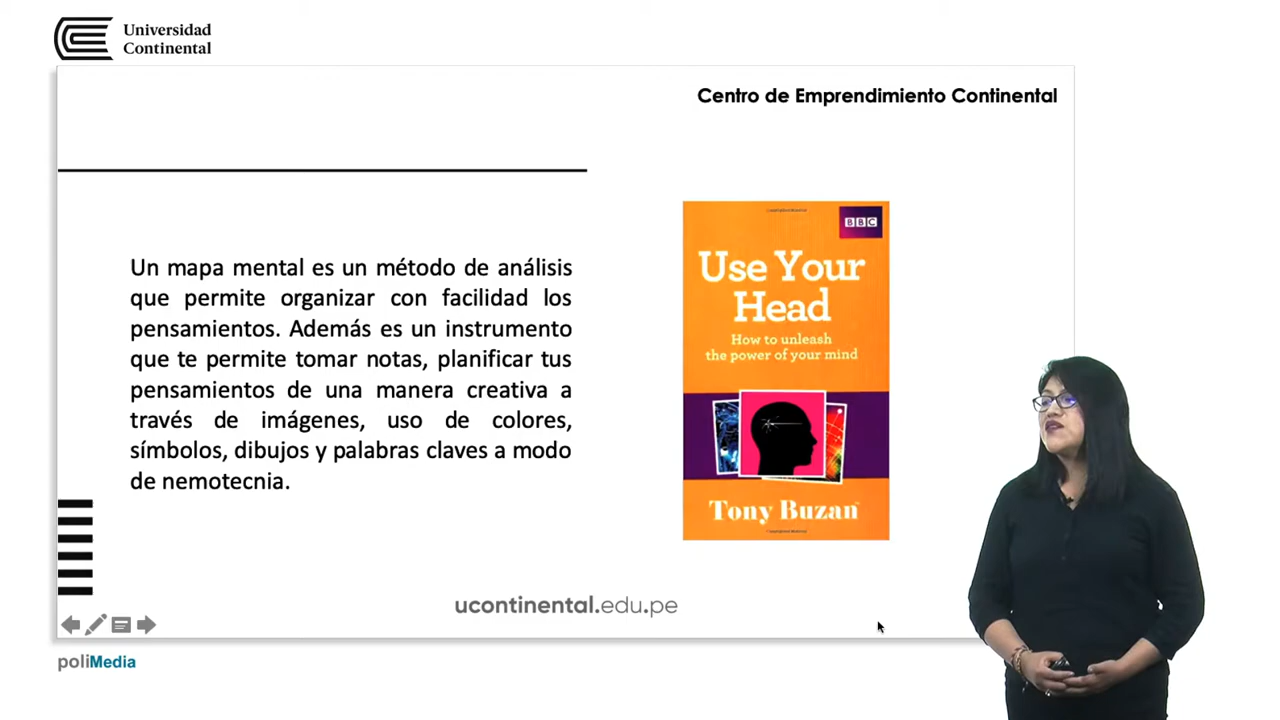 Universidad
Continental
Centro de Emprendimiento Continental
Un mapa mental es un método de análisis
que permite organizar con facilidad los
pensamientos. Además es un instrumento
que te permite tomar notas, planificar tus
pensamientos de una manera creativa a
través de imágenes, uso de colores,
símbolos, dibujos y palabras claves a modo
de nemotecnia.
BBC
Use Your
Head
How to unleash
the power of your mind
Tony Buzan
ucontinental.edu.pe
poliMedia